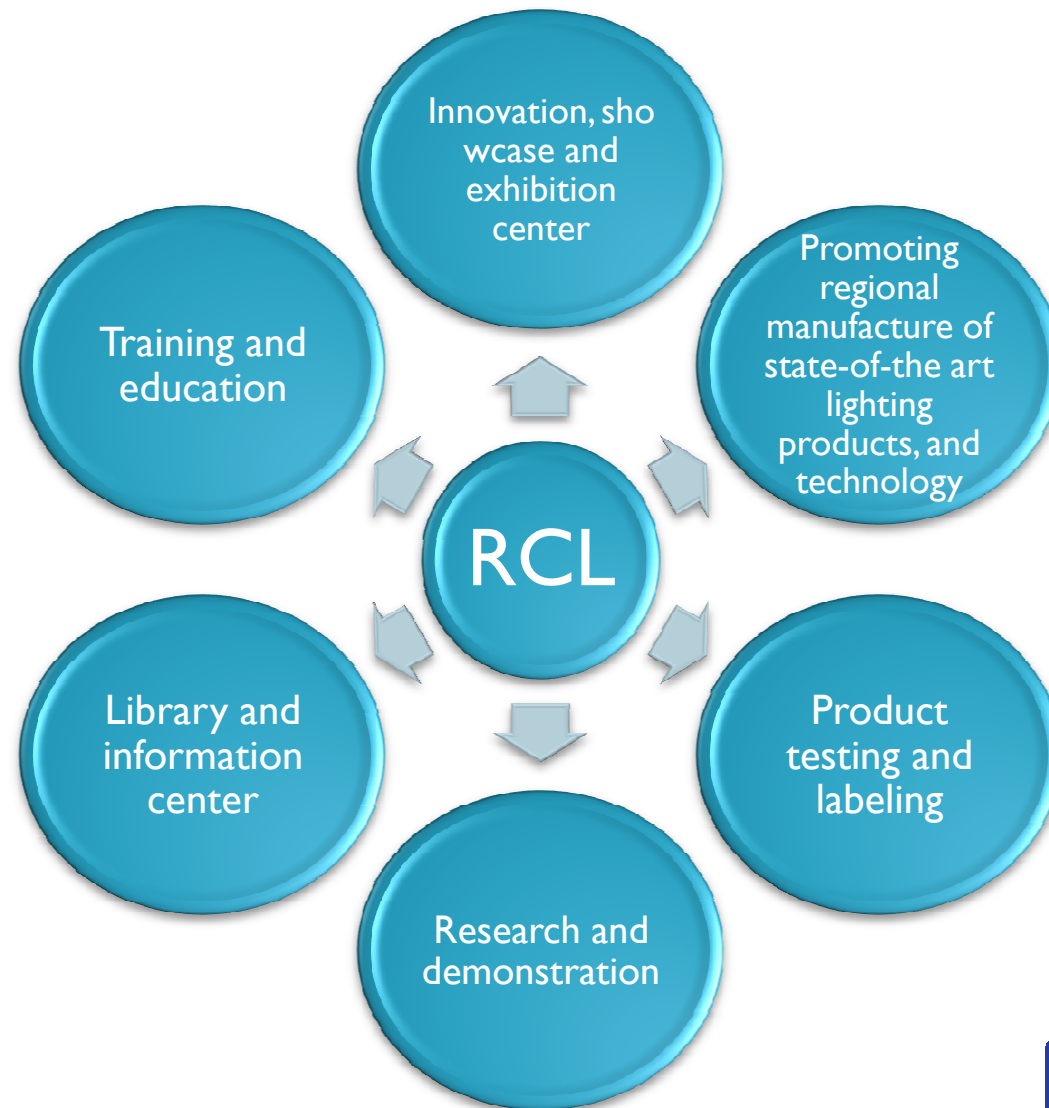 Innovation, sho
wcase and
exhibition
center
Promoting
regional
manufacture of
state-of-the art
lighting
products, and
technology
Training and
education
RCL
Library and
information
center
Product
testing and
labeling
Research and
demonstration